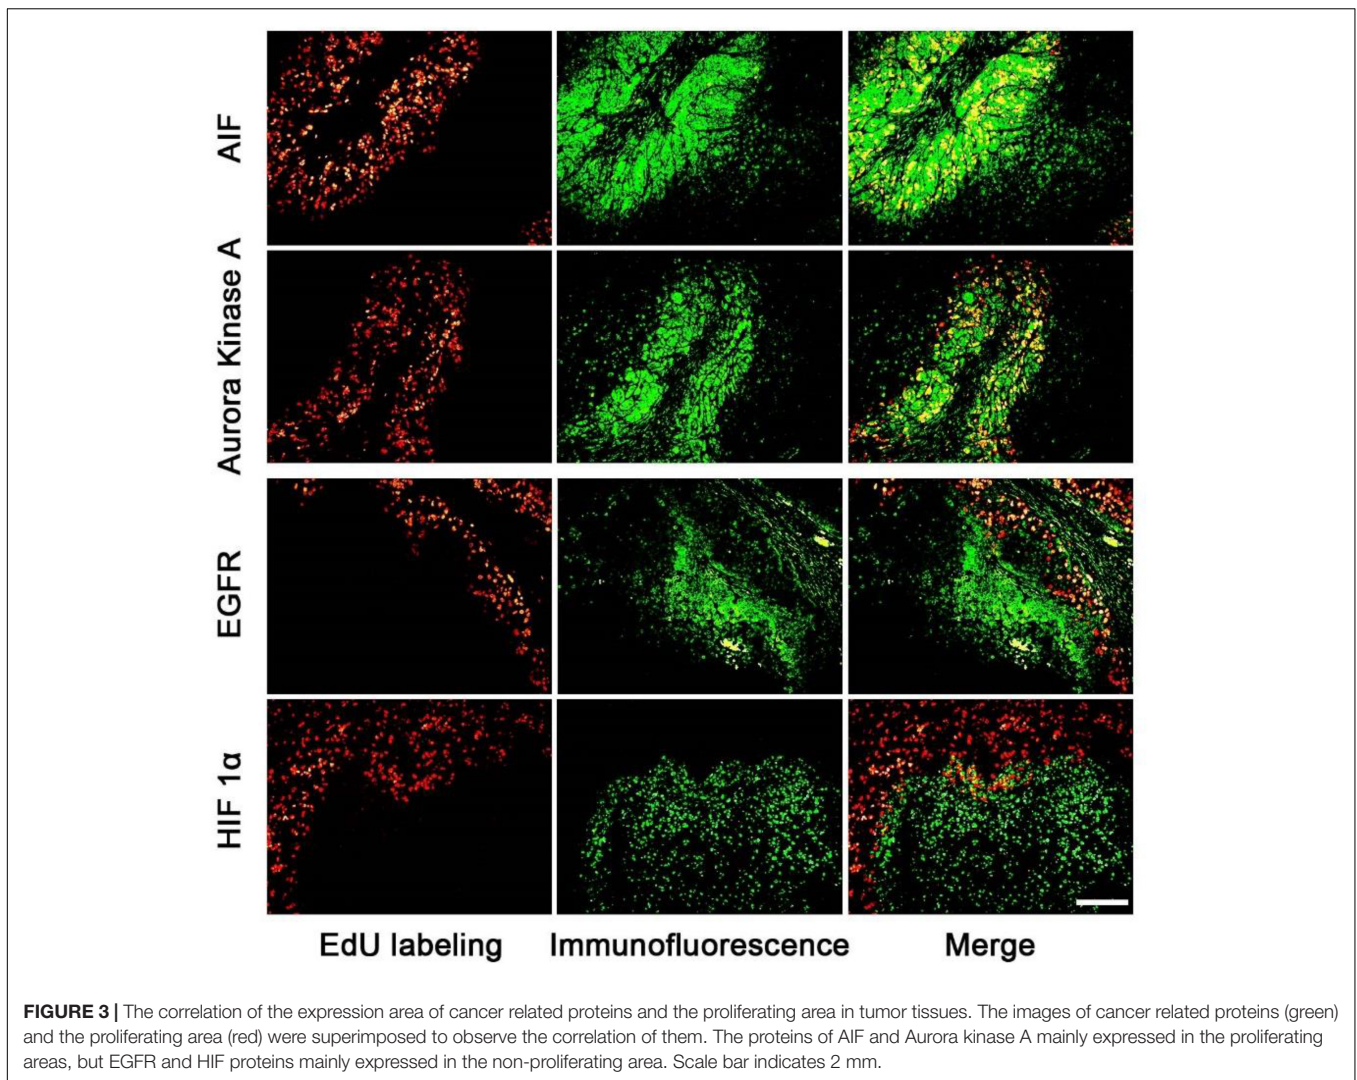 AIF
Aurora Kinase A
EGFR
HIF 1α
EdU labeling
Immunofluorescence
Merge
FIGURE 3 | The correlation of the expression area of cancer related proteins and the proliferating area in tumor tissues. The images of cancer related proteins (green)
and the proliferating area (red) were superimposed to observe the correlation of them. The proteins of AIF and Aurora kinase A mainly expressed in the proliferating
areas, but EGFR and HIF proteins mainly expressed in the non-proliferating area. Scale bar indicates 2 mm.